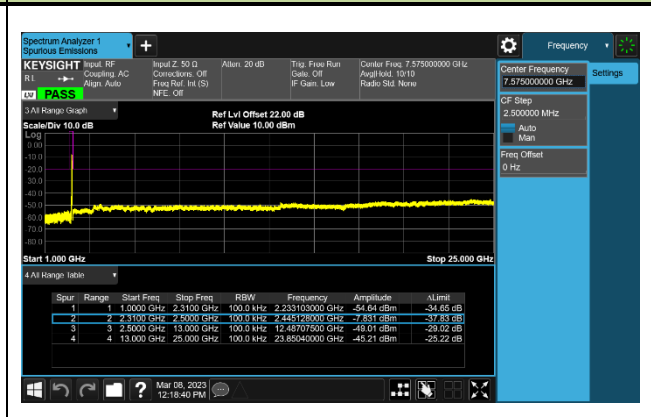 Spectrum Analyzer 1
Spurious Emissions
+
Frequency
KEYSIGHT
RL
LW PASS
Input: RF
Coupling: AC
Align: Auto
Input Z: 50 Ω
Corrections: Off
Freq Ref: Int (S)
NFE: Off
Atten: 20 dB
Trig: Free Run
Gate: Off
IF Gain: Low
Center Freq: 7.575000000 GHz
Avg|Hold: 10/10
Radio Std: None
Center Frequency
7.575000000 GHz
Settings
CF Step
2.500000 MHz
Auto
Man
Freq Offset
0 Hz
3 All Range Graph
Scale/Div 10.0 dB
Ref Lvl Offset 22.00 dB
Ref Value 10.00 dBm
Log
0.00
-10.0
-20.0
-30.0
-40.0
-50.0
-60.0
-70.0
-80.0
Start 1.000 GHz
Stop 25.000 GHz
4 All Range Table
Spur Range Start Freq Stop Freq RBW Frequency Amplitude ΔLimit
1 1 1.0000 GHz 2.3100 GHz 100.0 kHz 2.233103000 GHz -54.64 dBm -34.65 dB
2 2 2.3100 GHz 2.5000 GHz 100.0 kHz 2.445128000 GHz -7.831 dBm -37.83 dB
3 3 2.5000 GHz 13.000 GHz 100.0 kHz 12.48707500 GHz -49.01 dBm -29.02 dB
4 4 13.000 GHz 25.000 GHz 100.0 kHz 23.85040000 GHz -45.21 dBm -25.22 dB
?
Mar 08, 2023
12:18:40 PM